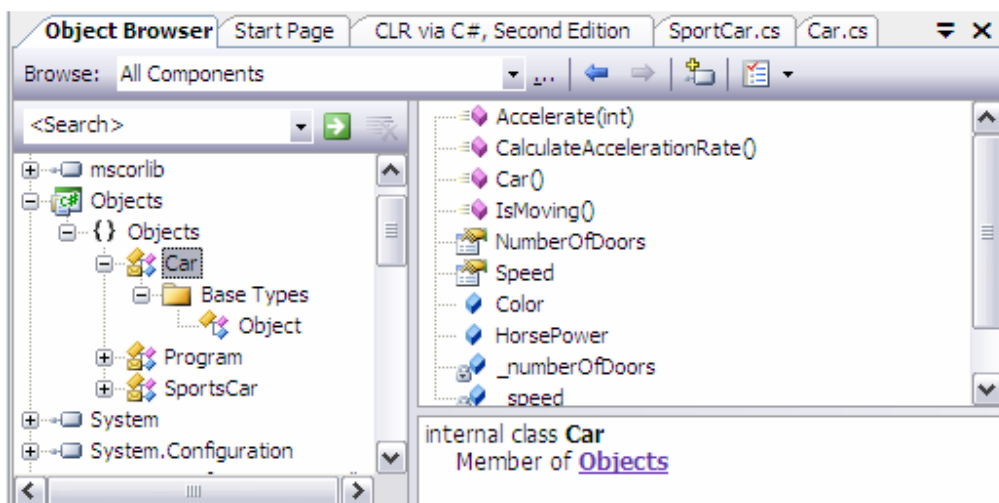 Object Browser Start Page CLR via C#, Second Edition SportCar.cs Car.cs
Browse: All Components ...
<Search>
mscorlib
C# Objects
{} Objects
Car
Base Types
Object
Program
SportsCar
System
System.Configuration
Accelerate(int)
CalculateAccelerationRate()
Car()
IsMoving()
NumberOfDoors
Speed
Color
HorsePower
_numberOfDoors
_speed
internal class Car
Member of Objects